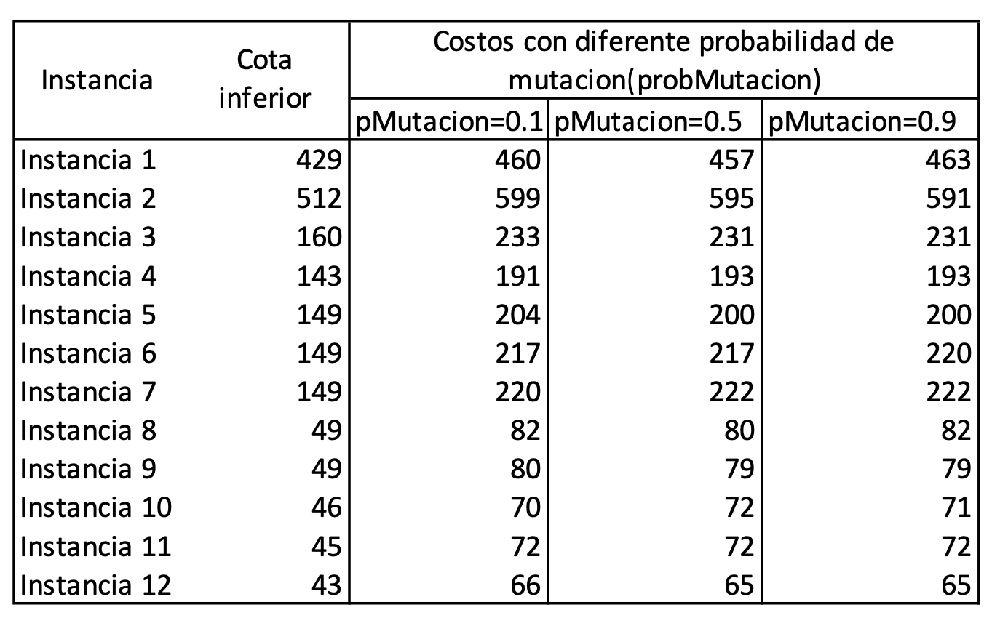 Instancia Cota inferior Costos con diferente probabilidad de mutacion(probMutacion)
pMutacion=0.1 pMutacion=0.5 pMutacion=0.9
Instancia 1 429 460 457 463
Instancia 2 512 599 595 591
Instancia 3 160 233 231 231
Instancia 4 143 191 193 193
Instancia 5 149 204 200 200
Instancia 6 149 217 217 220
Instancia 7 149 220 222 222
Instancia 8 49 82 80 82
Instancia 9 49 80 79 79
Instancia 10 46 70 72 71
Instancia 11 45 72 72 72
Instancia 12 43 66 65 65